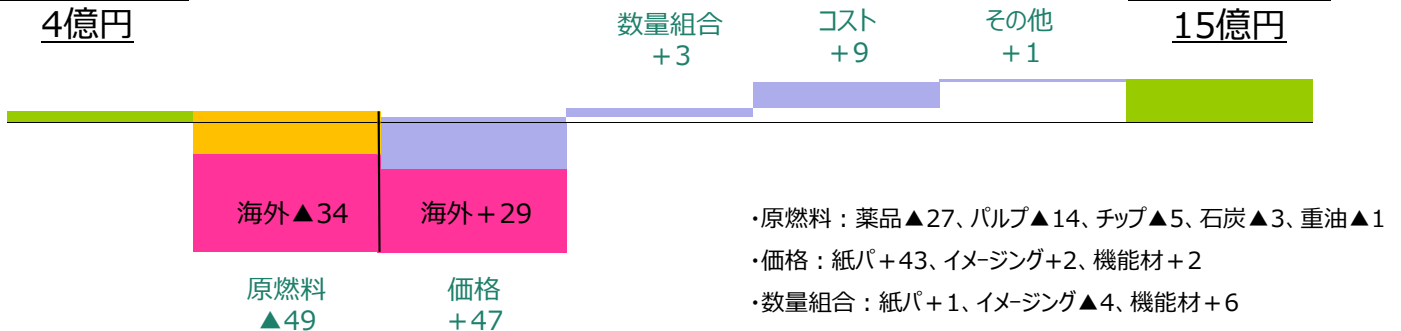 4億円
数量組合
+3
コスト
+9
その他
+1
15億円
海外▲34
海外+29
原燃料
▲49
価格
+47
・原燃料：薬品▲27、パルプ▲14、チップ▲5、石炭▲3、重油▲1
・価格：紙パ+43、イメージング+2、機能材+2
・数量組合：紙パ+1、イメージング▲4、機能材+6